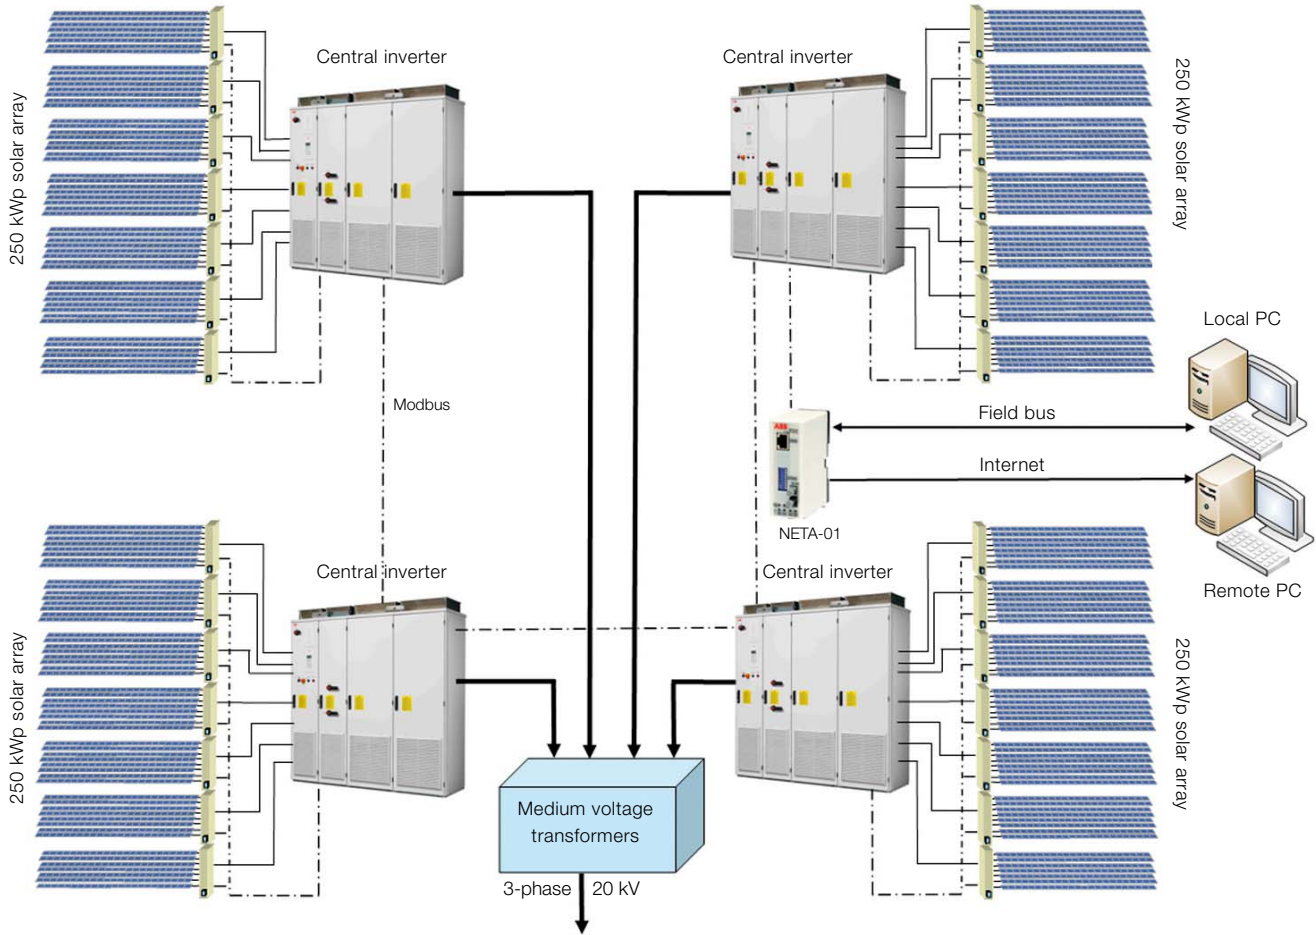 Central inverter
Central inverter
250 kWp solar array
250 kWp solar array
Local PC
Modbus
Field bus
ABB
Internet
NETA-01
Central inverter
Central inverter
Remote PC
250 kWp solar array
250 kWp solar array
Medium voltage
transformers
3-phase
20 kV